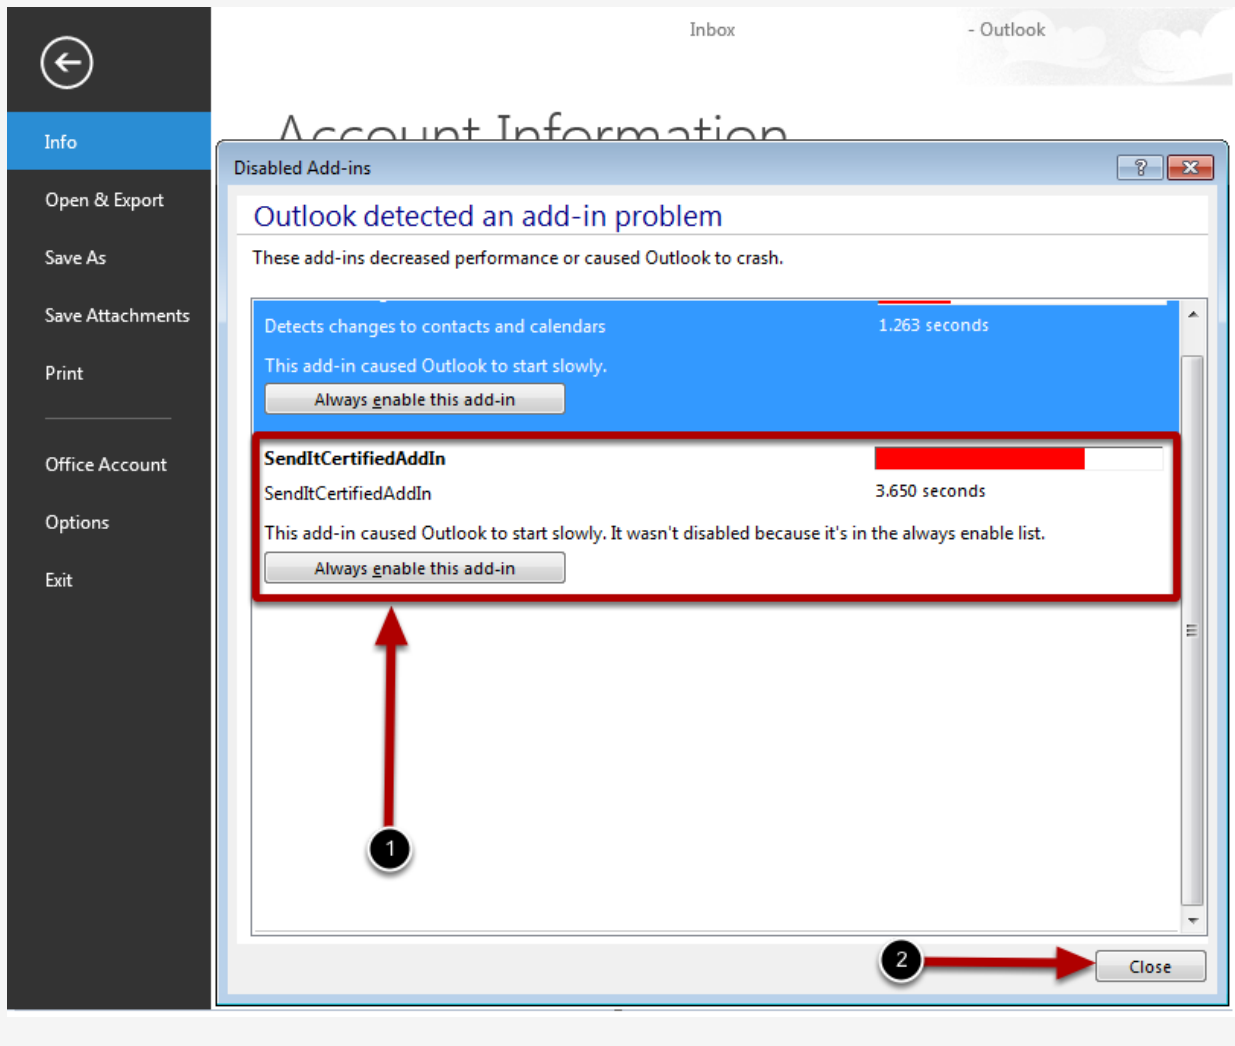 Inbox - Outlook
Account Information
Info
Open & Export
Save As
Save Attachments
Print
Office Account
Options
Exit
Disabled Add-ins
?
Outlook detected an add-in problem
These add-ins decreased performance or caused Outlook to crash.
Detects changes to contacts and calendars
1.263 seconds
This add-in caused Outlook to start slowly.
Always enable this add-in
SendItCertifiedAddIn
SendItCertifiedAddIn
3.650 seconds
This add-in caused Outlook to start slowly. It wasn't disabled because it's in the always enable list.
Always enable this add-in
1
2
Close